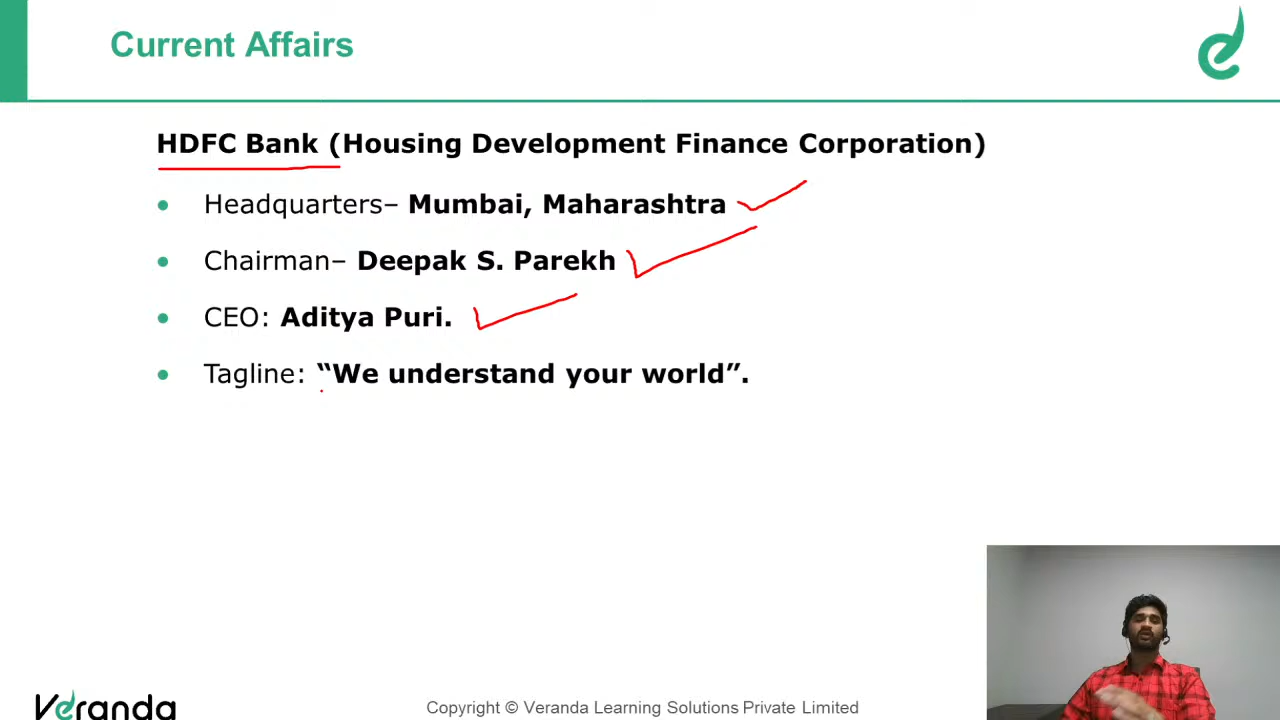 Current Affairs
HDFC Bank (Housing Development Finance Corporation)
Headquarters– Mumbai, Maharashtra
Chairman– Deepak S. Parekh
CEO: Aditya Puri.
Tagline: “We understand your world”.
Veranda
Copyright © Veranda Learning Solutions Private Limited